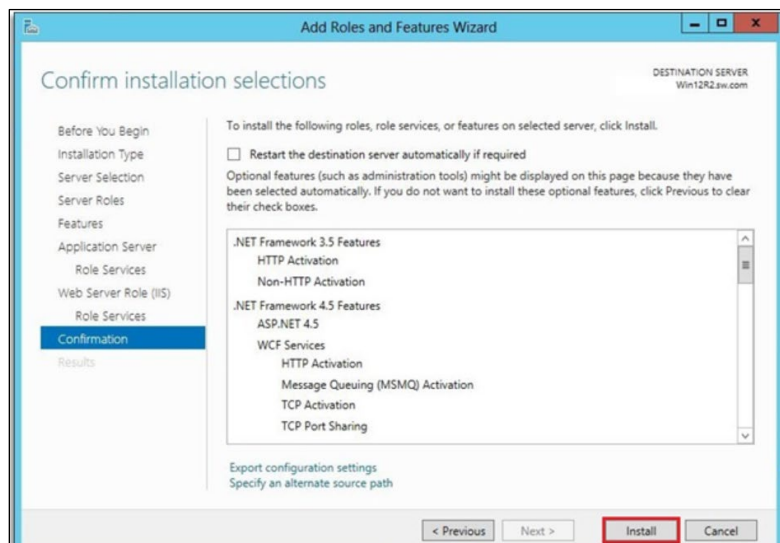 Add Roles and Features Wizard
Confirm installation selections
DESTINATION SERVER
Win12R2.sw.com
Before You Begin
Installation Type
Server Selection
Server Roles
Features
Application Server
Role Services
Web Server Role (IIS)
Role Services
Confirmation
Results
To install the following roles, role services, or features on selected server, click Install.
Restart the destination server automatically if required
Optional features (such as administration tools) might be displayed on this page because they have
been selected automatically. If you do not want to install these optional features, click Previous to clear
their check boxes.
.NET Framework 3.5 Features
HTTP Activation
Non-HTTP Activation
.NET Framework 4.5 Features
ASP.NET 4.5
WCF Services
HTTP Activation
Message Queuing (MSMQ) Activation
TCP Activation
TCP Port Sharing
Export configuration settings
Specify an alternate source path
< Previous
Next >
Install
Cancel